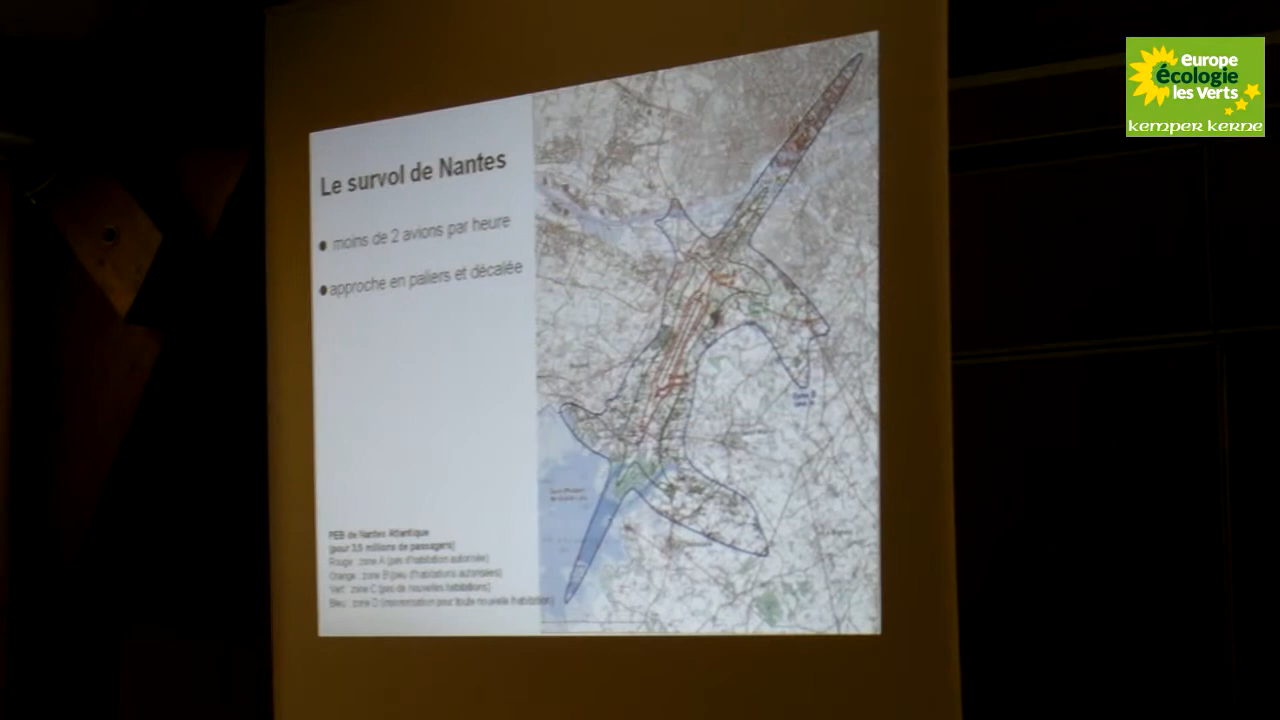 Le survol de Nantes
moins de 2 avions par heure
approche en paliers et décalée
PEB de Nantes Atlantique
(pour 3,5 millions de passagers)
Rouge : zone A (pas d'habitation autorisée)
Orange : zone B (peu d'habitations autorisées)
Vert : zone C (pas de nouvelles habitations)
Bleu : zone D (insonorisation pour toute nouvelle habitation)
europe
écologie
les Verts
kemper kerne